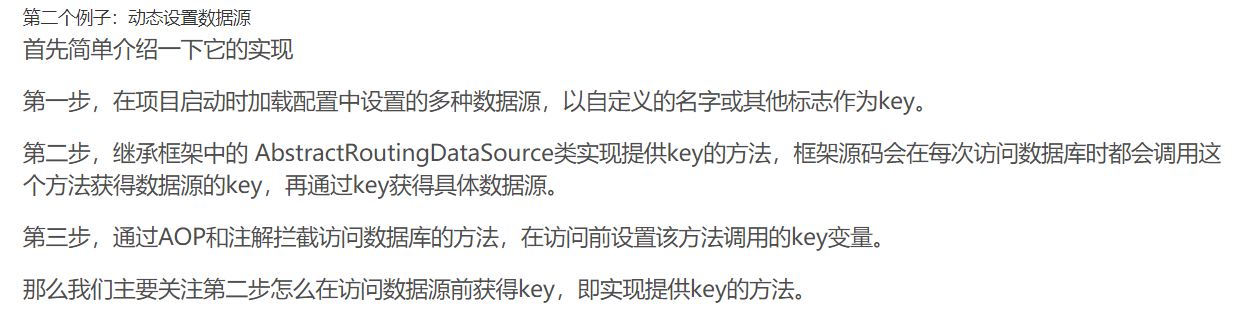 第二个例子：动态设置数据源
首先简单介绍一下它的实现
第一步，在项目启动时加载配置中设置的多种数据源，以自定义的名字或其他标志作为key。
第二步，继承框架中的 AbstractRoutingDataSource类实现提供key的方法，框架源码会在每次访问数据库时都会调用这
个方法获得数据源的key，再通过key获得具体数据源。
第三步，通过AOP和注解拦截访问数据库的方法，在访问前设置该方法调用的key变量。
那么我们主要关注第二步怎么在访问数据源前获得key，即实现提供key的方法。